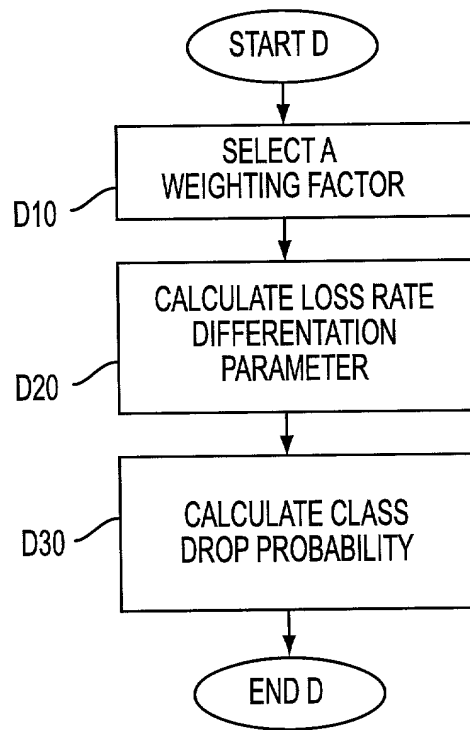 START D
SELECT A
WEIGHTING FACTOR
D10
CALCULATE LOSS RATE
DIFFERENTATION
PARAMETER
D20
CALCULATE CLASS
DROP PROBABILITY
D30
END D